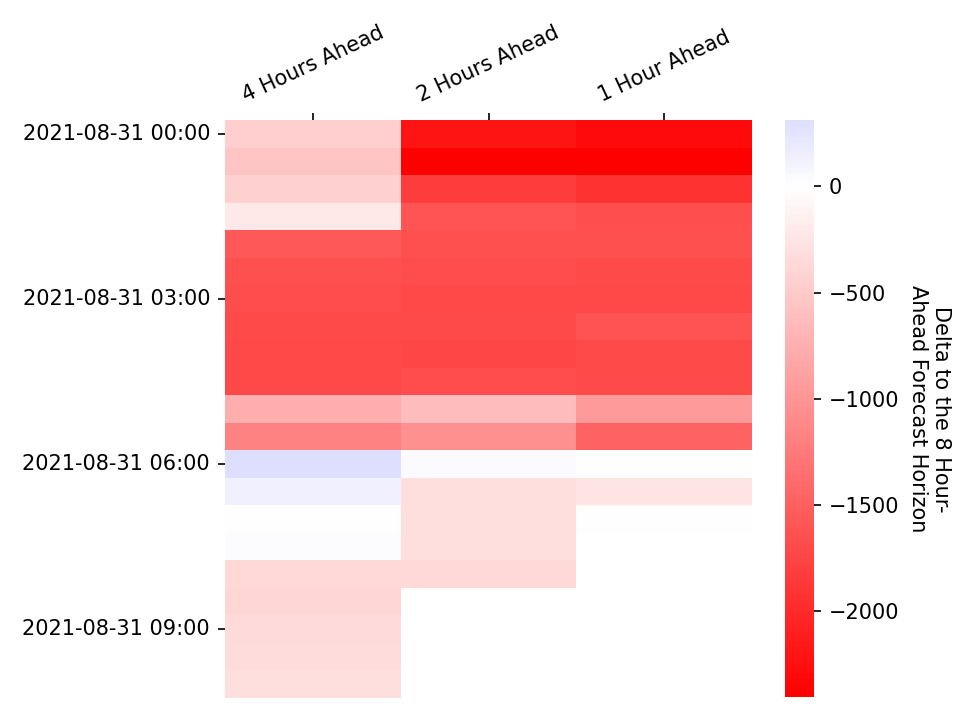 4 Hours Ahead
2 Hours Ahead
1 Hour Ahead
2021-08-31 00:00
2021-08-31 03:00
2021-08-31 06:00
2021-08-31 09:00
0
−500
−1000
−1500
−2000
Delta to the 8 Hour-
Ahead Forecast Horizon